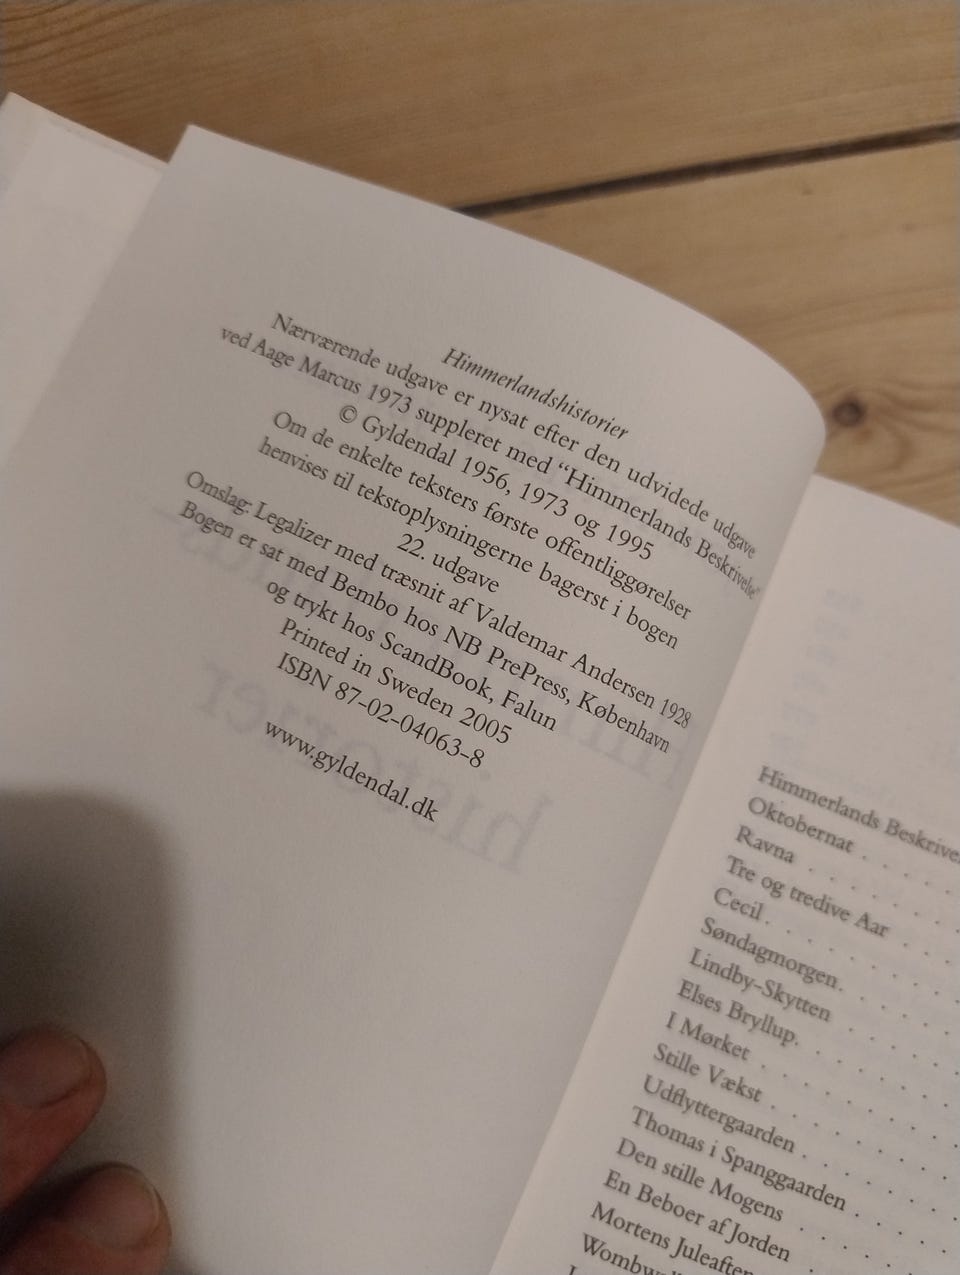 Himmerlandshistorier
Nærværende udgave er nysat efter den udvidede udgave
ved Aage Marcus 1973 suppleret med “Himmerlands Beskrivelse”
© Gyldendal 1956, 1973 og 1995
Om de enkelte teksters første offentliggørelser
henvises til tekstoplysningerne bagerst i bogen
22. udgave
Omslag: Legalizer med træsnit af Valdemar Andersen 1928
Bogen er sat med Bembo hos NB PrePress, København
og trykt hos ScandBook, Falun
Printed in Sweden 2005
ISBN 87-02-04063-8
www.gyldendal.dk
Himmerlands
Oktobernat . . . .
Ravna . . . . . .
Tre og tredive Aar . .
Cecil . . . . . . .
Søndagmorgen. . . . .
Lindby-Skytten . . . .
Elses Bryllup. . . . . .
I Mørket . . . . . . .
Stille Vækst . . . . . .
Udflyttergaarden . . . .
Thomas i Spanggaarden . . . .
Den stille Mogens . . . .
En Beboer af Jorden . . .
Mortens